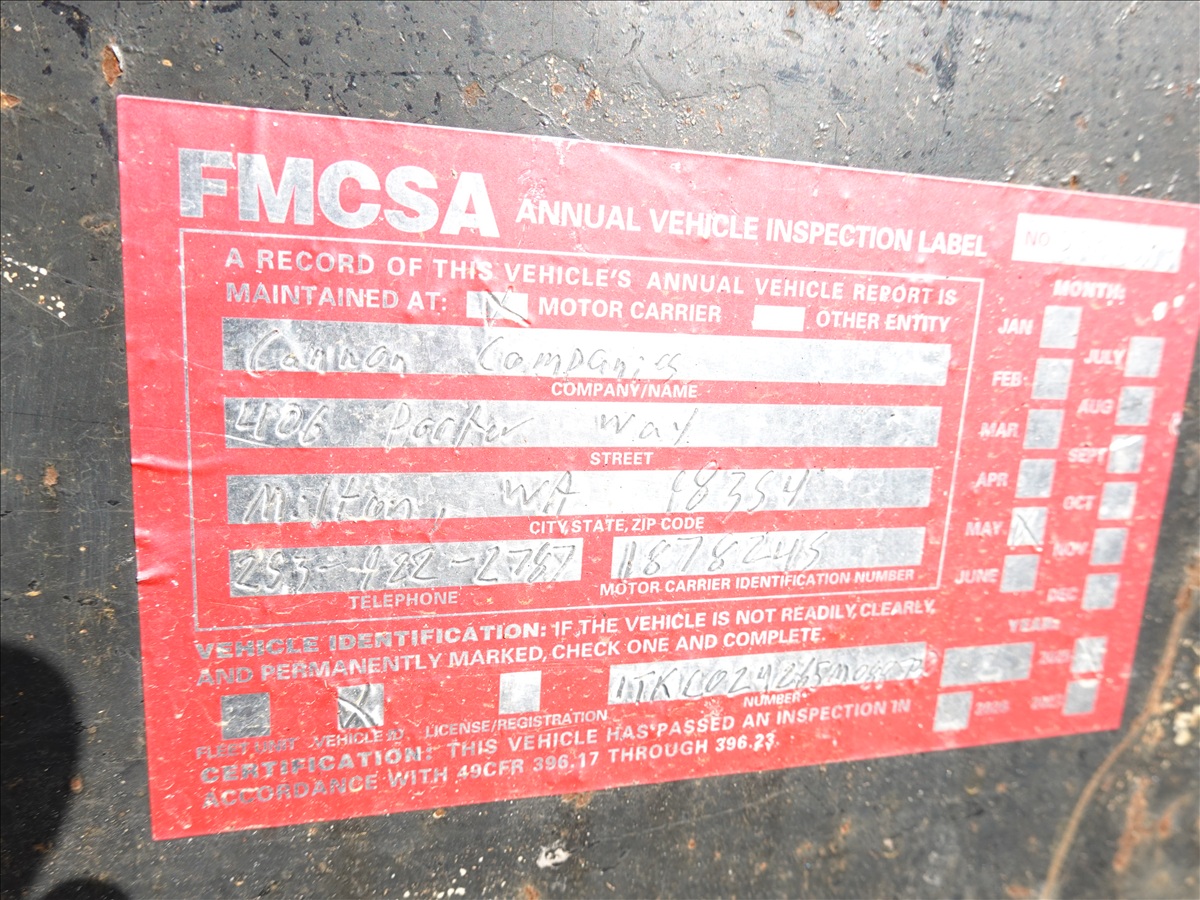 FMCSA ANNUAL VEHICLE INSPECTION LABEL
NO
A RECORD OF THIS VEHICLE'S ANNUAL VEHICLE REPORT IS
MAINTAINED AT: X MOTOR CARRIER OTHER ENTITY
Cannon Companies
COMPANY/NAME
406 Porter Way
STREET
Milton, WA 98354
CITY, STATE, ZIP CODE
1878245
TELEPHONE
MOTOR CARRIER IDENTIFICATION NUMBER
MONTH:
JAN
FEB
MAR
APR
MAY X
JUNE
JULY
AUG
SEPT
OCT
NOV
DEC
YEAR:
VEHICLE IDENTIFICATION: IF THE VEHICLE IS NOT READILY, CLEARLY,
AND PERMANENTLY MARKED, CHECK ONE AND COMPLETE.
FLEET UNIT
X VEHICLE ID
LICENSE/REGISTRATION
NUMBER
CERTIFICATION: THIS VEHICLE HAS PASSED AN INSPECTION IN
ACCORDANCE WITH 49CFR 396.17 THROUGH 396.23.